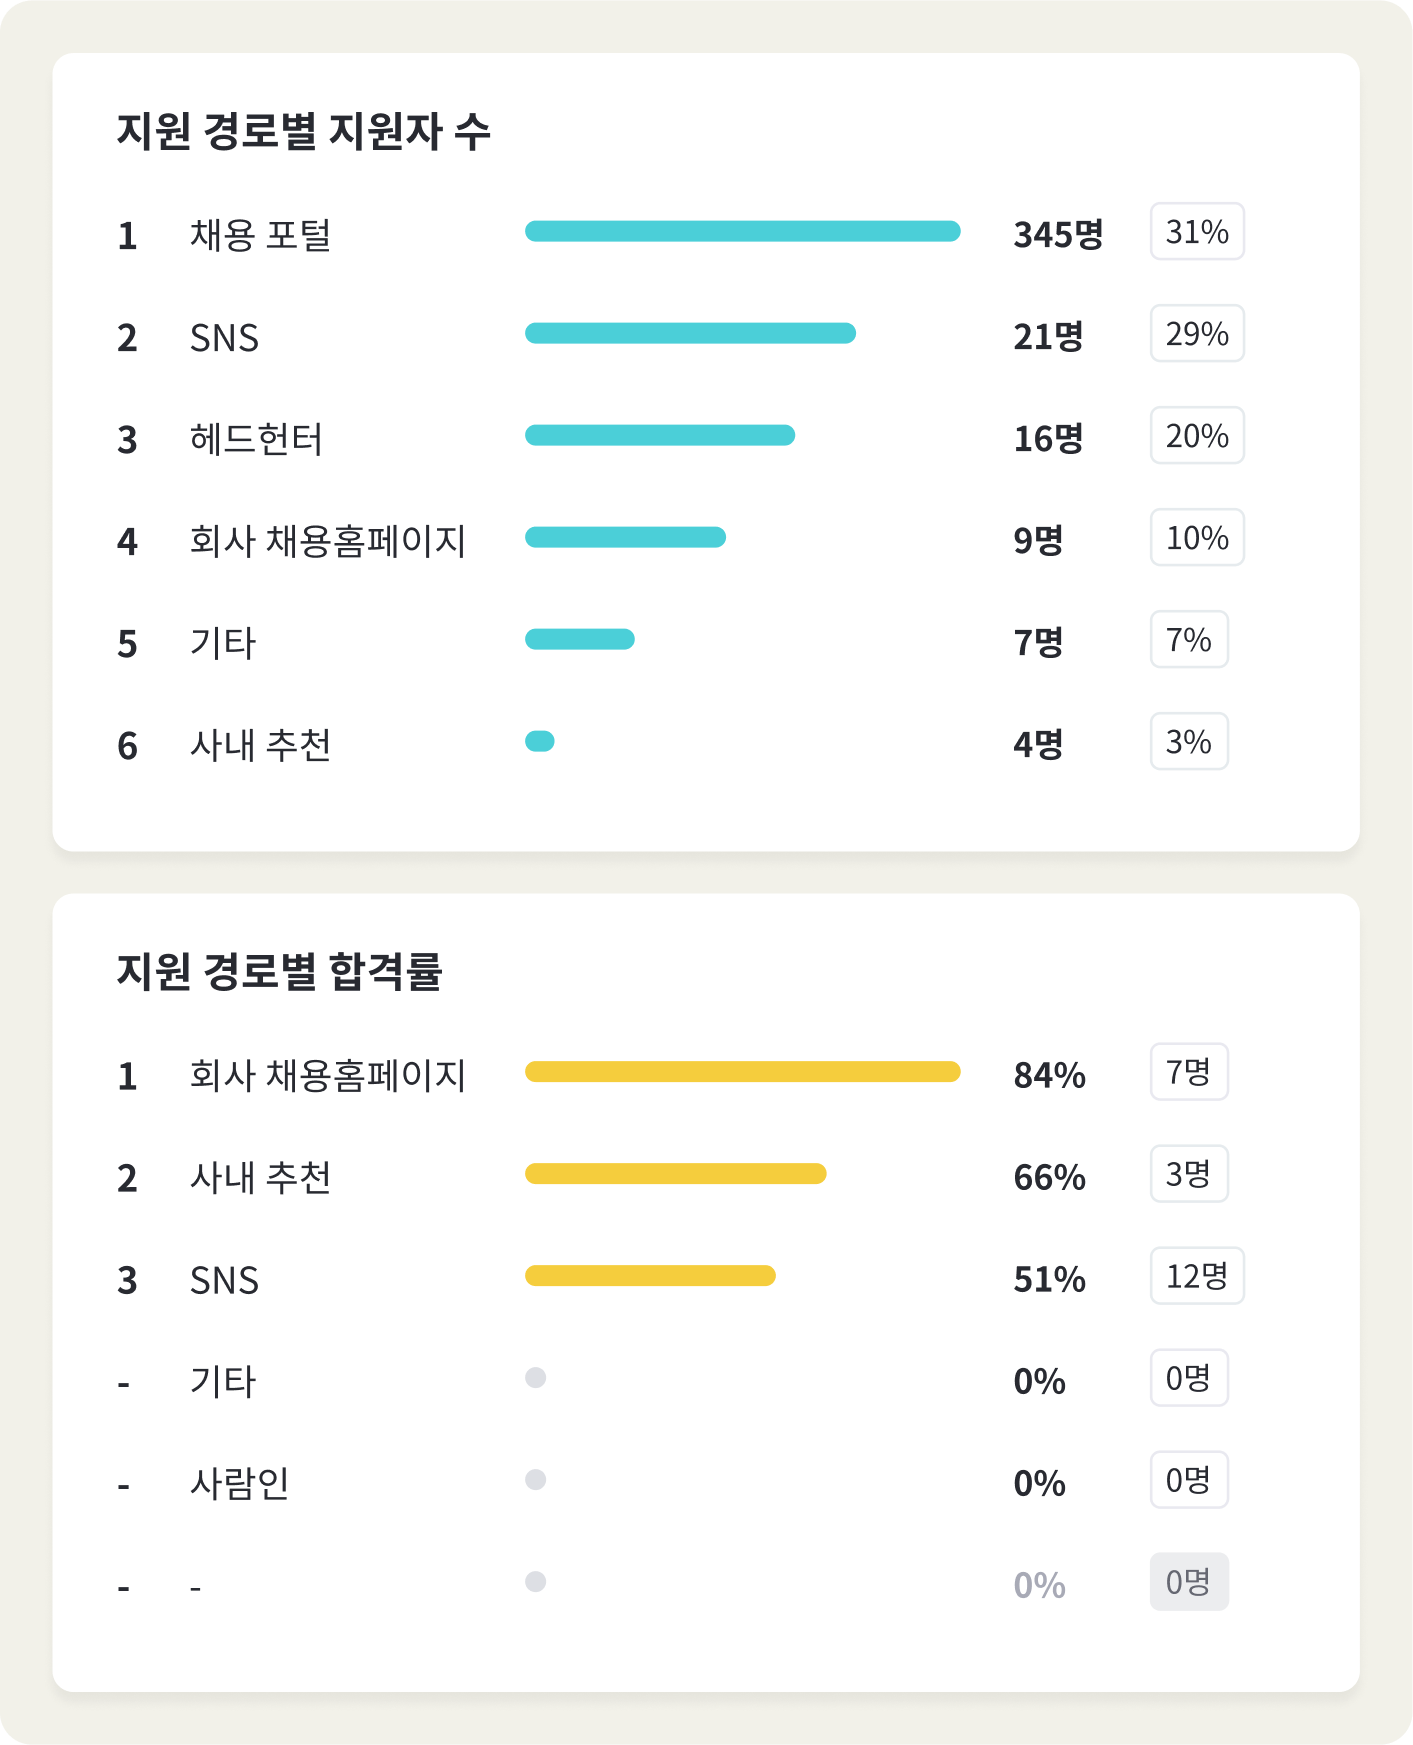 지원 경로별 지원자 수
1 채용 포털 345명 31%
2 SNS 21명 29%
3 헤드헌터 16명 20%
4 회사 채용홈페이지 9명 10%
5 기타 7명 7%
6 사내 추천 4명 3%
지원 경로별 합격률
1 회사 채용홈페이지 84% 7명
2 사내 추천 66% 3명
3 SNS 51% 12명
- 기타 0% 0명
- 사람인 0% 0명
- - 0% 0명